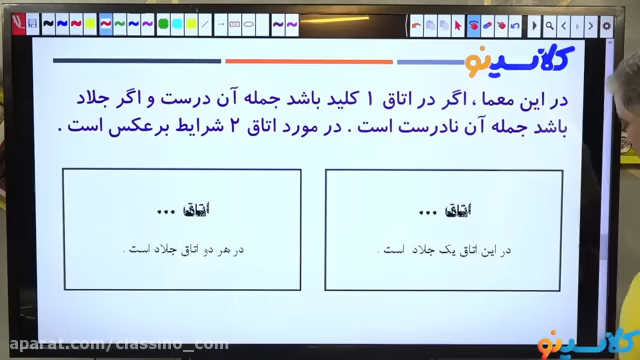 کلاسینو
در این معما ، اگر در اتاق ۱ کلید باشد جمله آن درست و اگر جلاد
باشد جمله آن نادرست است . در مورد اتاق ۲ شرایط برعکس است .
اتاق ...
در این اتاق یک جلاد است .
اتاق ...
در هر دو اتاق جلاد است .
aparat.com/classino_com
کلاسینو